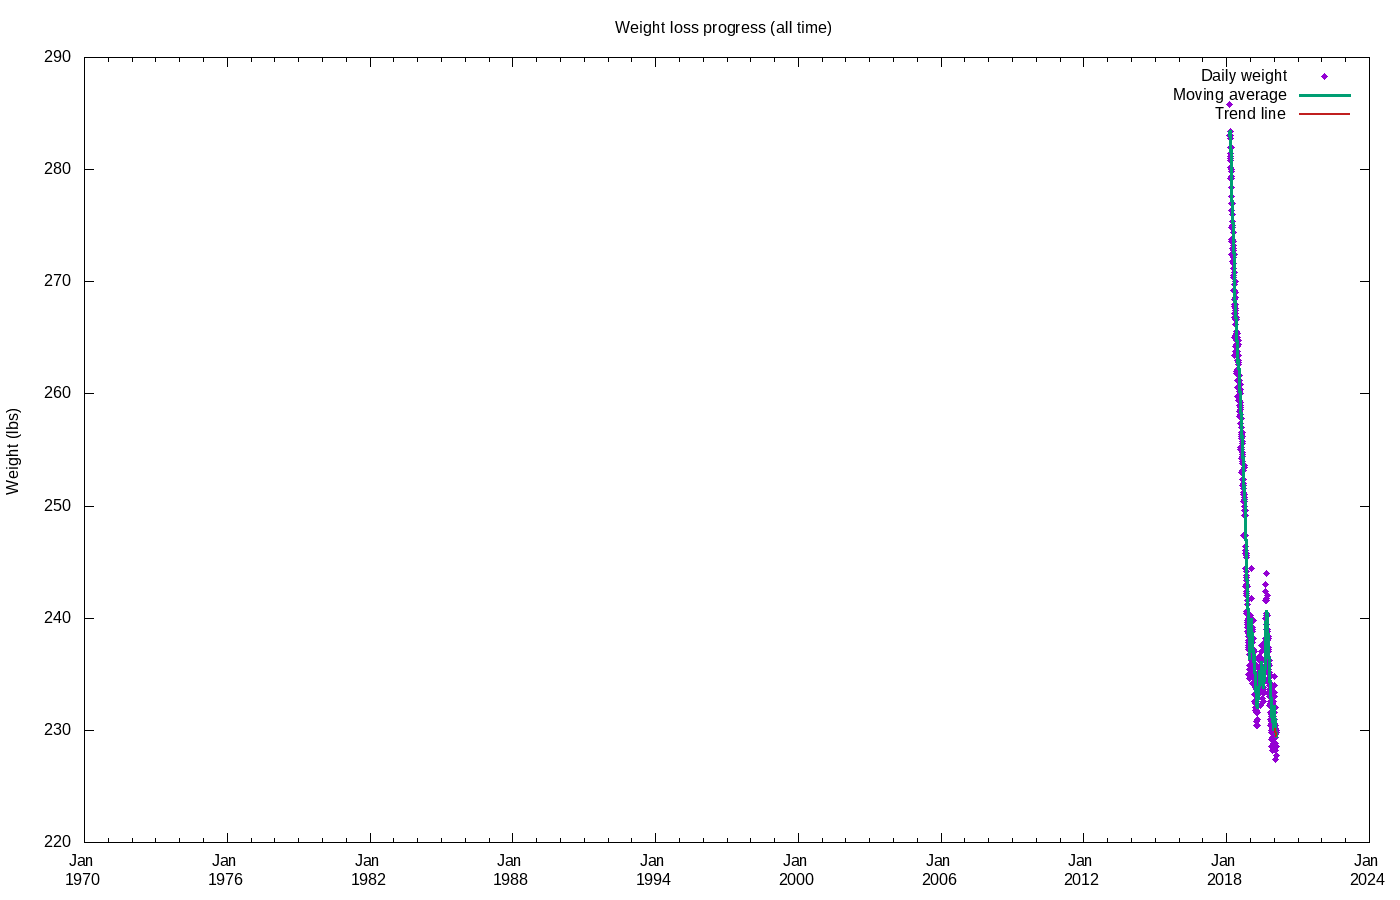 Weight loss progress (all time)
290
280
270
260
250
240
230
220
Weight (lbs)
Daily weight
Moving average
Trend line
Jan Jan Jan Jan Jan Jan Jan Jan Jan Jan
1970 1976 1982 1988 1994 2000 2006 2012 2018 2024